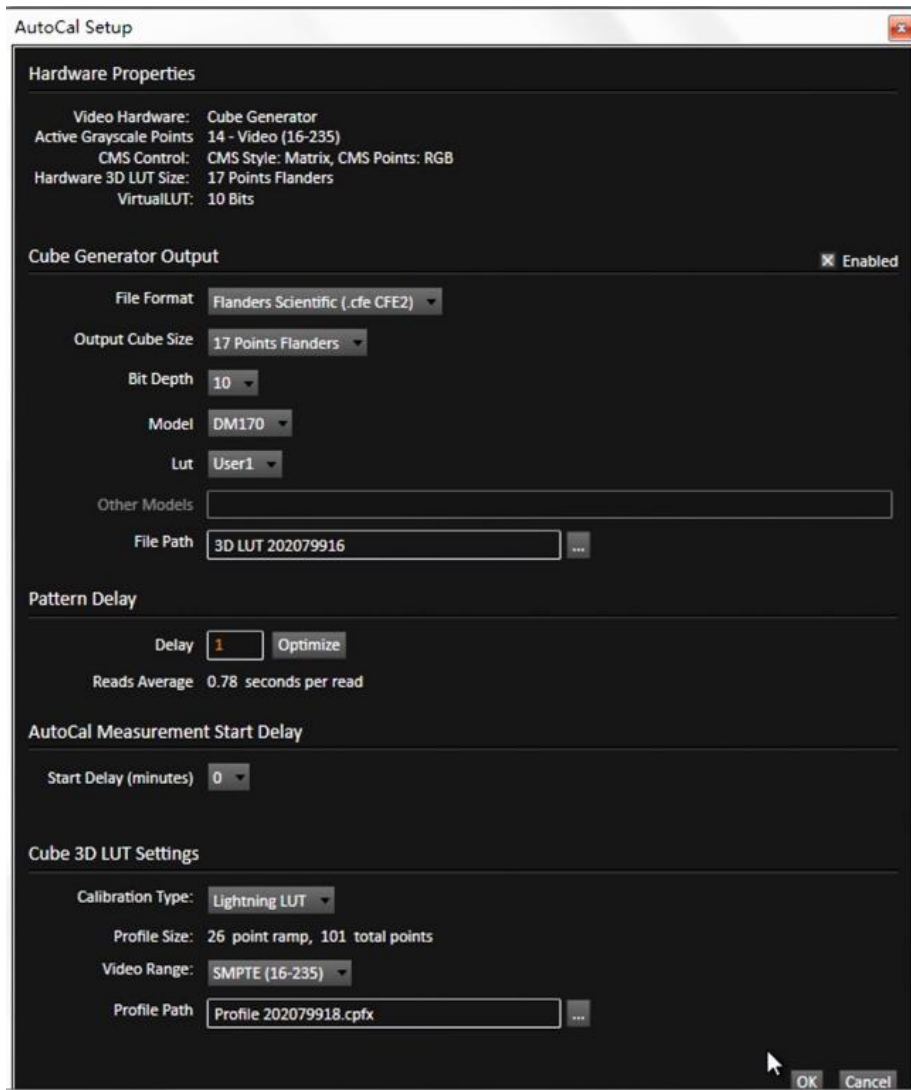 AutoCal Setup
Hardware Properties
Video Hardware: Cube Generator
Active Grayscale Points 14 - Video (16-235)
CMS Control: CMS Style: Matrix, CMS Points: RGB
Hardware 3D LUT Size: 17 Points Flanders
VirtualLUT: 10 Bits
Cube Generator Output
Enabled
File Format Flanders Scientific (.cfe CFE2)
Output Cube Size 17 Points Flanders
Bit Depth 10
Model DM170
Lut User1
Other Models
File Path 3D LUT 202079916 ...
Pattern Delay
Delay 1 Optimize
Reads Average 0.78 seconds per read
AutoCal Measurement Start Delay
Start Delay (minutes) 0
Cube 3D LUT Settings
Calibration Type: Lightning LUT
Profile Size: 26 point ramp, 101 total points
Video Range: SMPTE (16-235)
Profile Path Profile 202079918.cpfx ...
OK Cancel